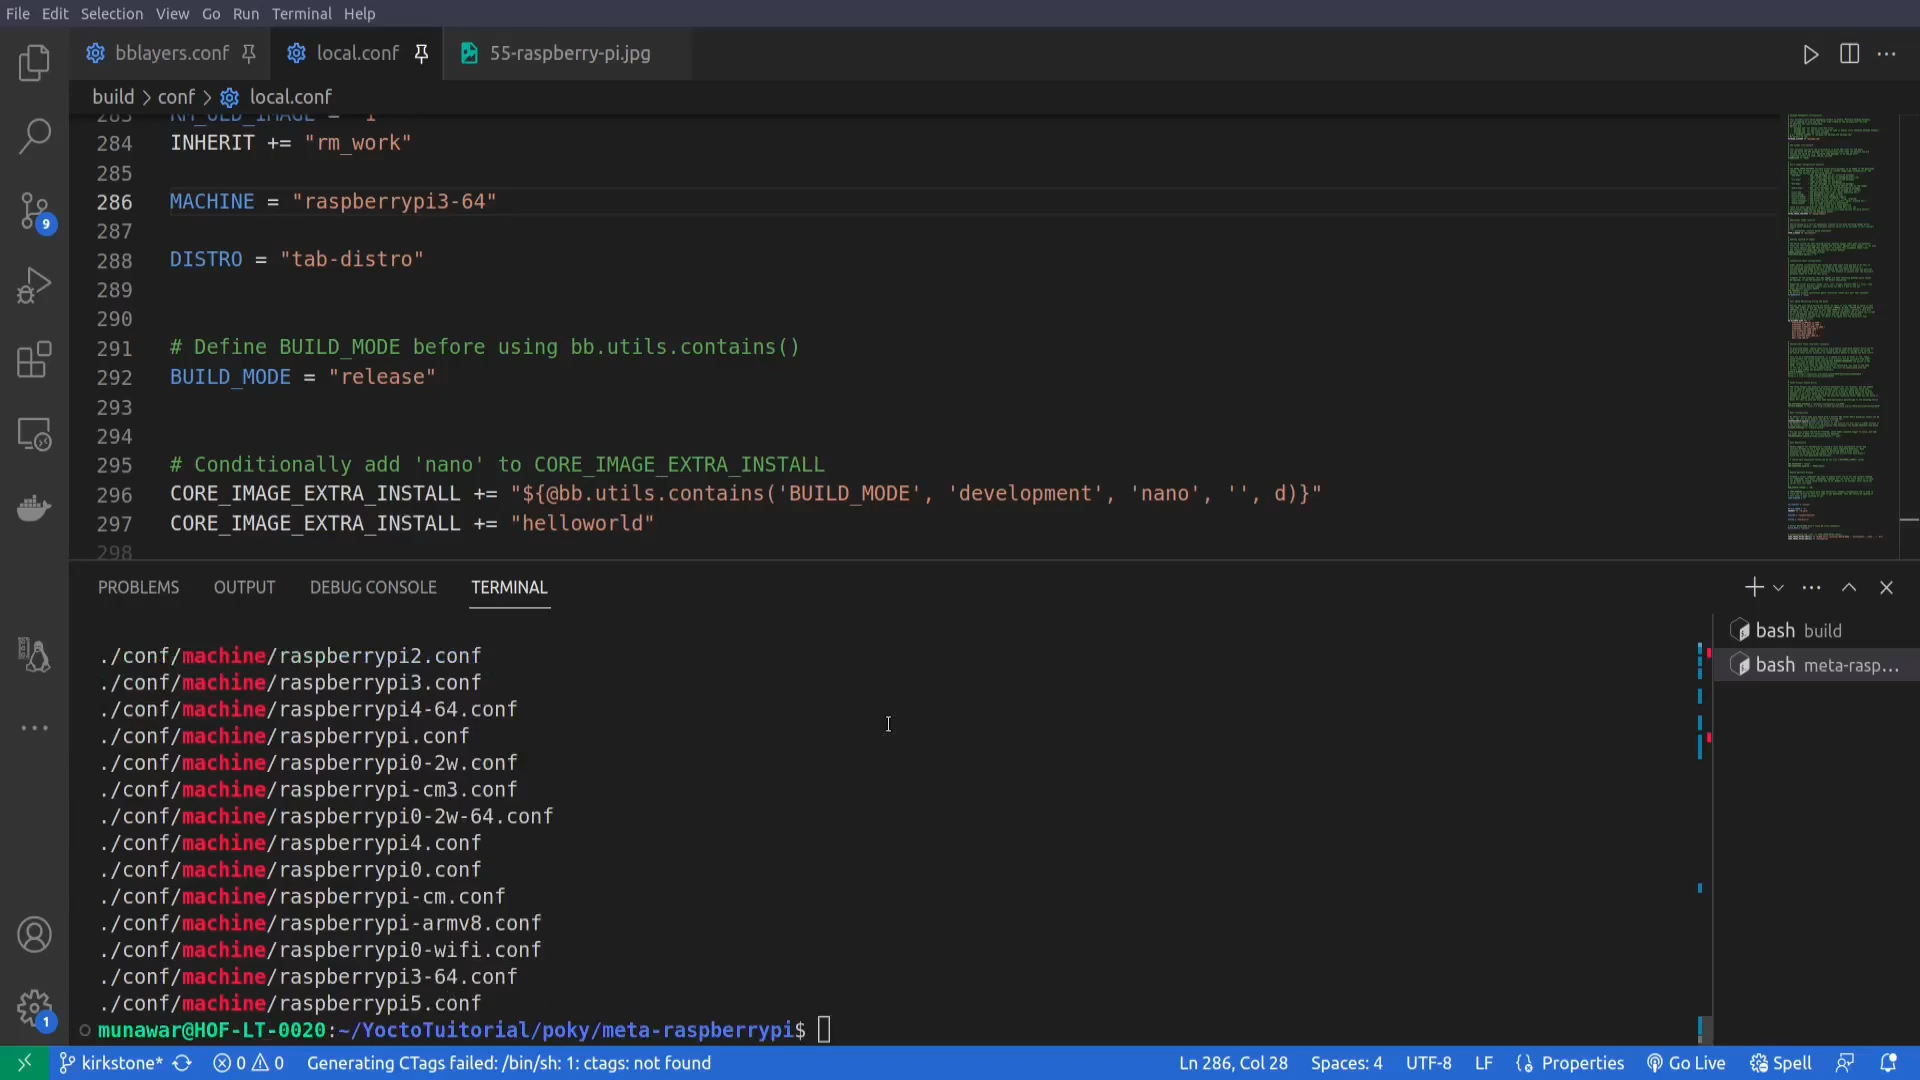 File Edit Selection View Go Run Terminal Help
bblayers.conf local.conf 55-raspberry-pi.jpg
build > conf > local.conf
284 INHERIT += "rm_work"
285
286 MACHINE = "raspberrypi3-64"
287
288 DISTRO = "tab-distro"
289
290
291 # Define BUILD_MODE before using bb.utils.contains()
292 BUILD_MODE = "release"
293
294
295 # Conditionally add 'nano' to CORE_IMAGE_EXTRA_INSTALL
296 CORE_IMAGE_EXTRA_INSTALL += "${@bb.utils.contains('BUILD_MODE', 'development', 'nano', '', d)}"
297 CORE_IMAGE_EXTRA_INSTALL += "helloworld"
298
PROBLEMS OUTPUT DEBUG CONSOLE TERMINAL
bash build
bash meta-rasp...
./conf/machine/raspberrypi2.conf
./conf/machine/raspberrypi3.conf
./conf/machine/raspberrypi4-64.conf
./conf/machine/raspberrypi.conf
./conf/machine/raspberrypi0-2w.conf
./conf/machine/raspberrypi-cm3.conf
./conf/machine/raspberrypi0-2w-64.conf
./conf/machine/raspberrypi4.conf
./conf/machine/raspberrypi0.conf
./conf/machine/raspberrypi-cm.conf
./conf/machine/raspberrypi-armv8.conf
./conf/machine/raspberrypi0-wifi.conf
./conf/machine/raspberrypi3-64.conf
./conf/machine/raspberrypi5.conf
munawar@HOF-LT-0020:~/YoctoTuitorial/poky/meta-raspberrypi$
9
1
kirkstone* 0 0 Generating CTags failed: /bin/sh: 1: ctags: not found Ln 286, Col 28 Spaces: 4 UTF-8 LF Properties Go Live Spell